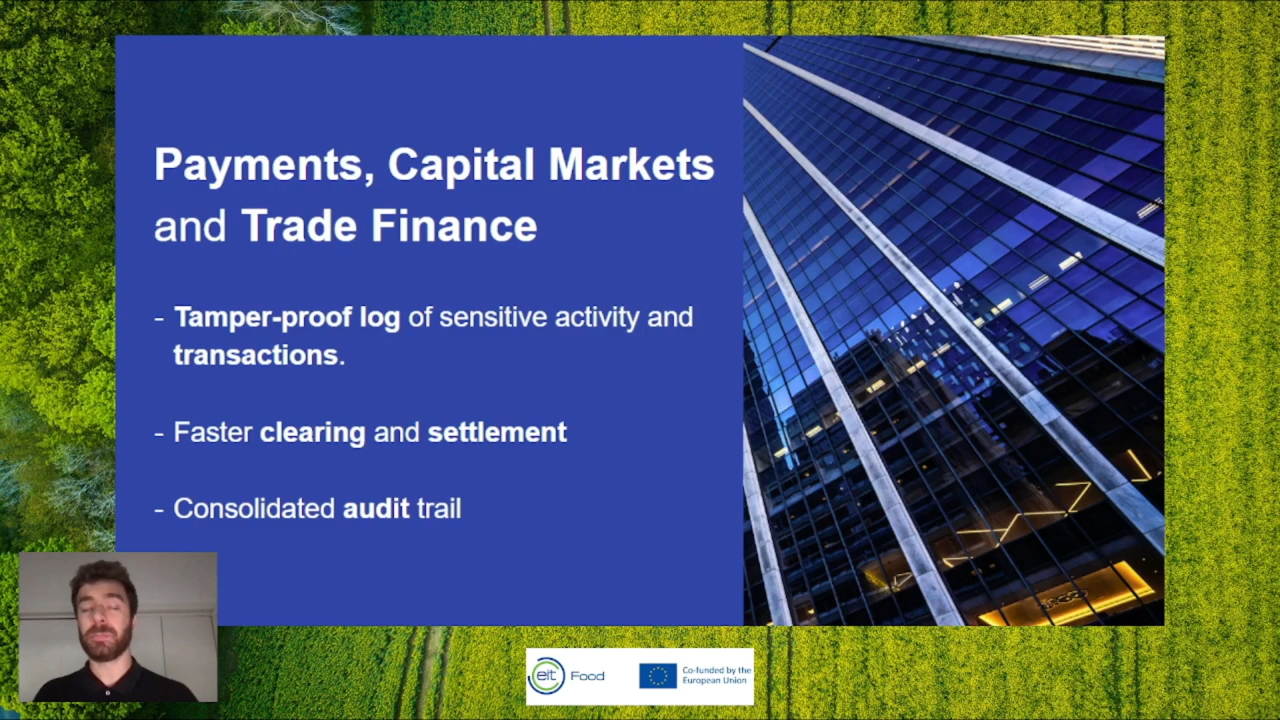 Payments, Capital Markets
and Trade Finance
- Tamper-proof log of sensitive activity and
transactions.
- Faster clearing and settlement
- Consolidated audit trail
eit Food
Co-funded by the
European Union